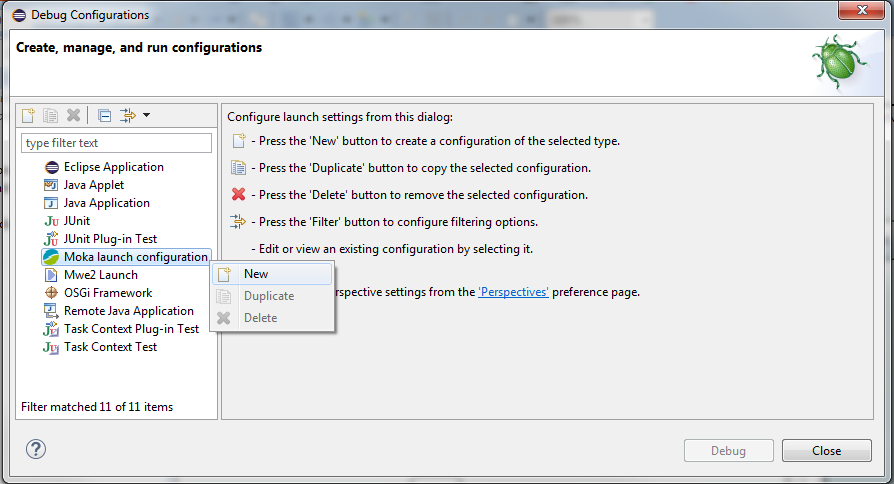 Debug Configurations
Create, manage, and run configurations
type filter text
Eclipse Application
Java Applet
Java Application
JUnit
JUnit Plug-in Test
Moka launch configuration
Mwe2 Launch
OSGi Framework
Remote Java Application
Task Context Plug-in Test
Task Context Test
Filter matched 11 of 11 items
New
Duplicate
Delete
Configure launch settings from this dialog:
- Press the 'New' button to create a configuration of the selected type.
- Press the 'Duplicate' button to copy the selected configuration.
- Press the 'Delete' button to remove the selected configuration.
- Press the 'Filter' button to configure filtering options.
- Edit or view an existing configuration by selecting it.
settings from the 'Perspectives' preference page.
Debug
Close